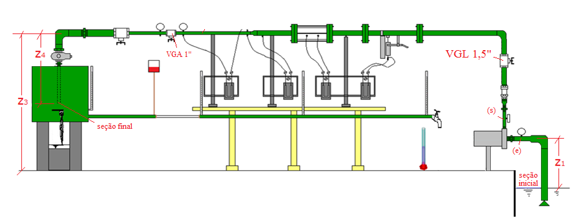 VGA 1"
VGL 1,5"
z4
z3
seção final
(s)
(e)
z1
seção
inicial